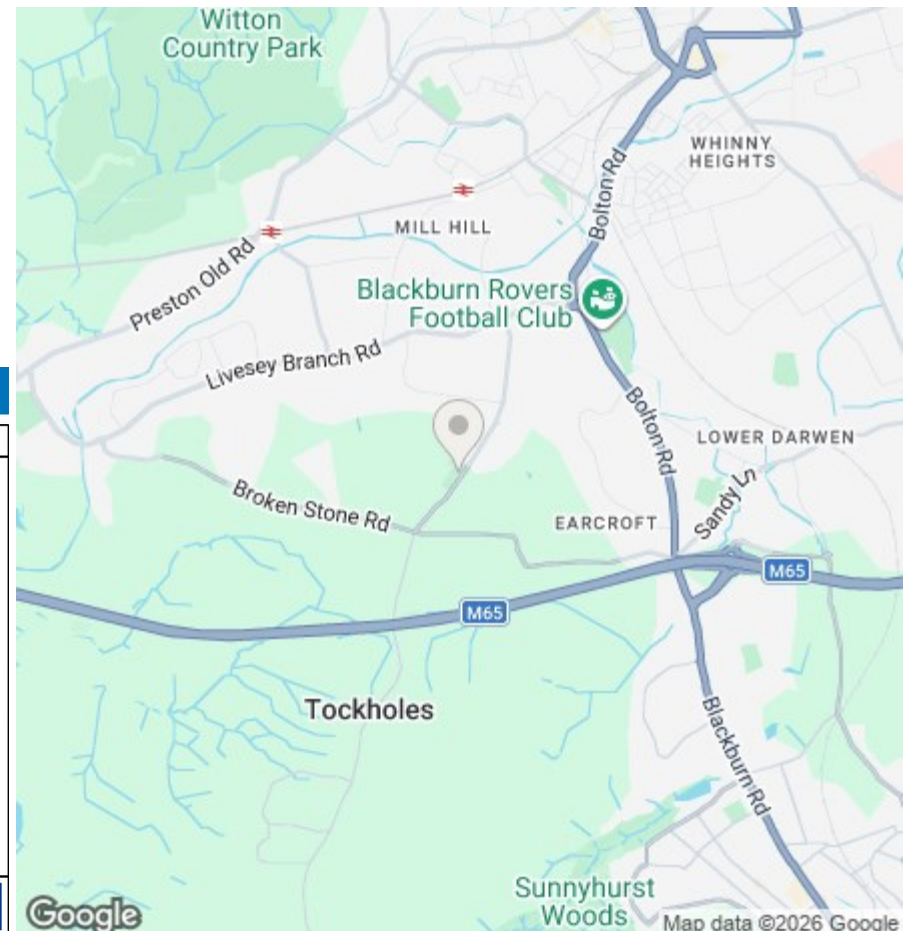 Witton
Country Park
WHINNY
HEIGHTS
Bolton Rd
MILL HILL
Preston Old Rd
Blackburn Rovers
Football Club
Livesey Branch Rd
Bolton Rd
LOWER DARWEN
Sandy Ln
Broken Stone Rd
EARCROFT
M65
M65
Tockholes
Blackburn Rd
Sunnyhurst
Woods
Google
Map data ©2026 Google